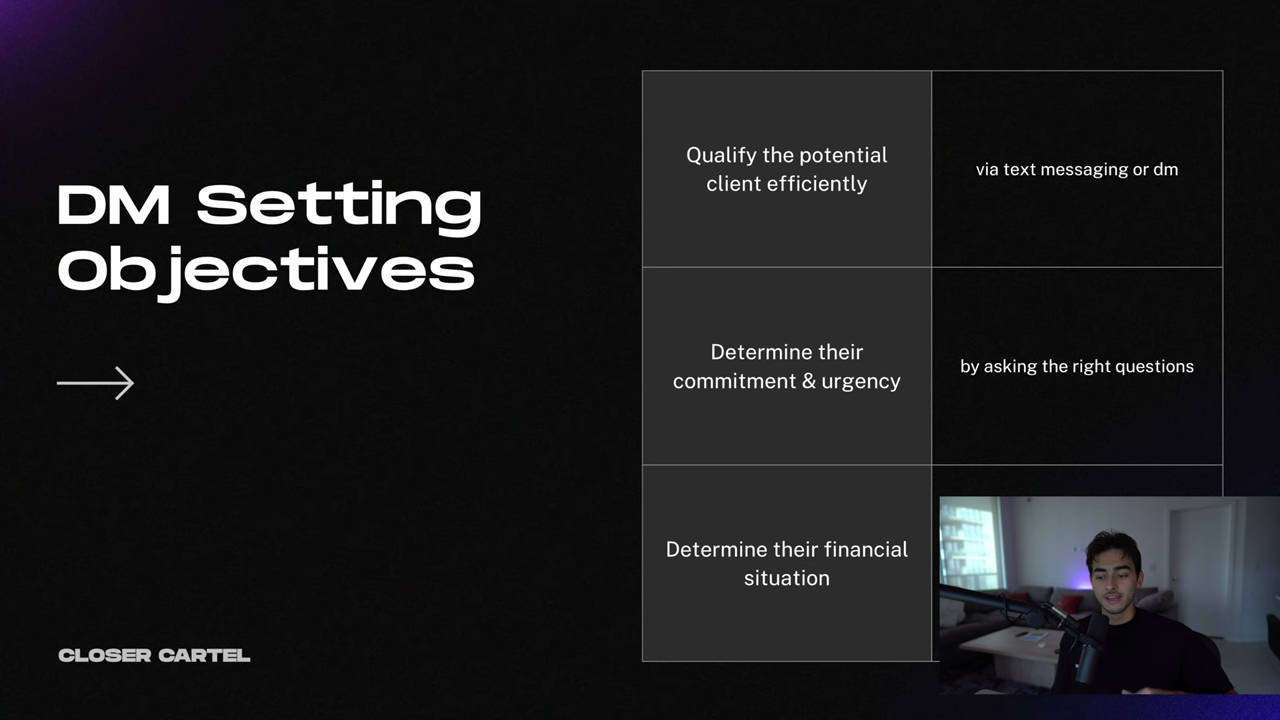 DM Setting
Objectives
Qualify the potential
client efficiently
via text messaging or dm
Determine their
commitment & urgency
by asking the right questions
Determine their financial
situation
CLOSER CARTEL